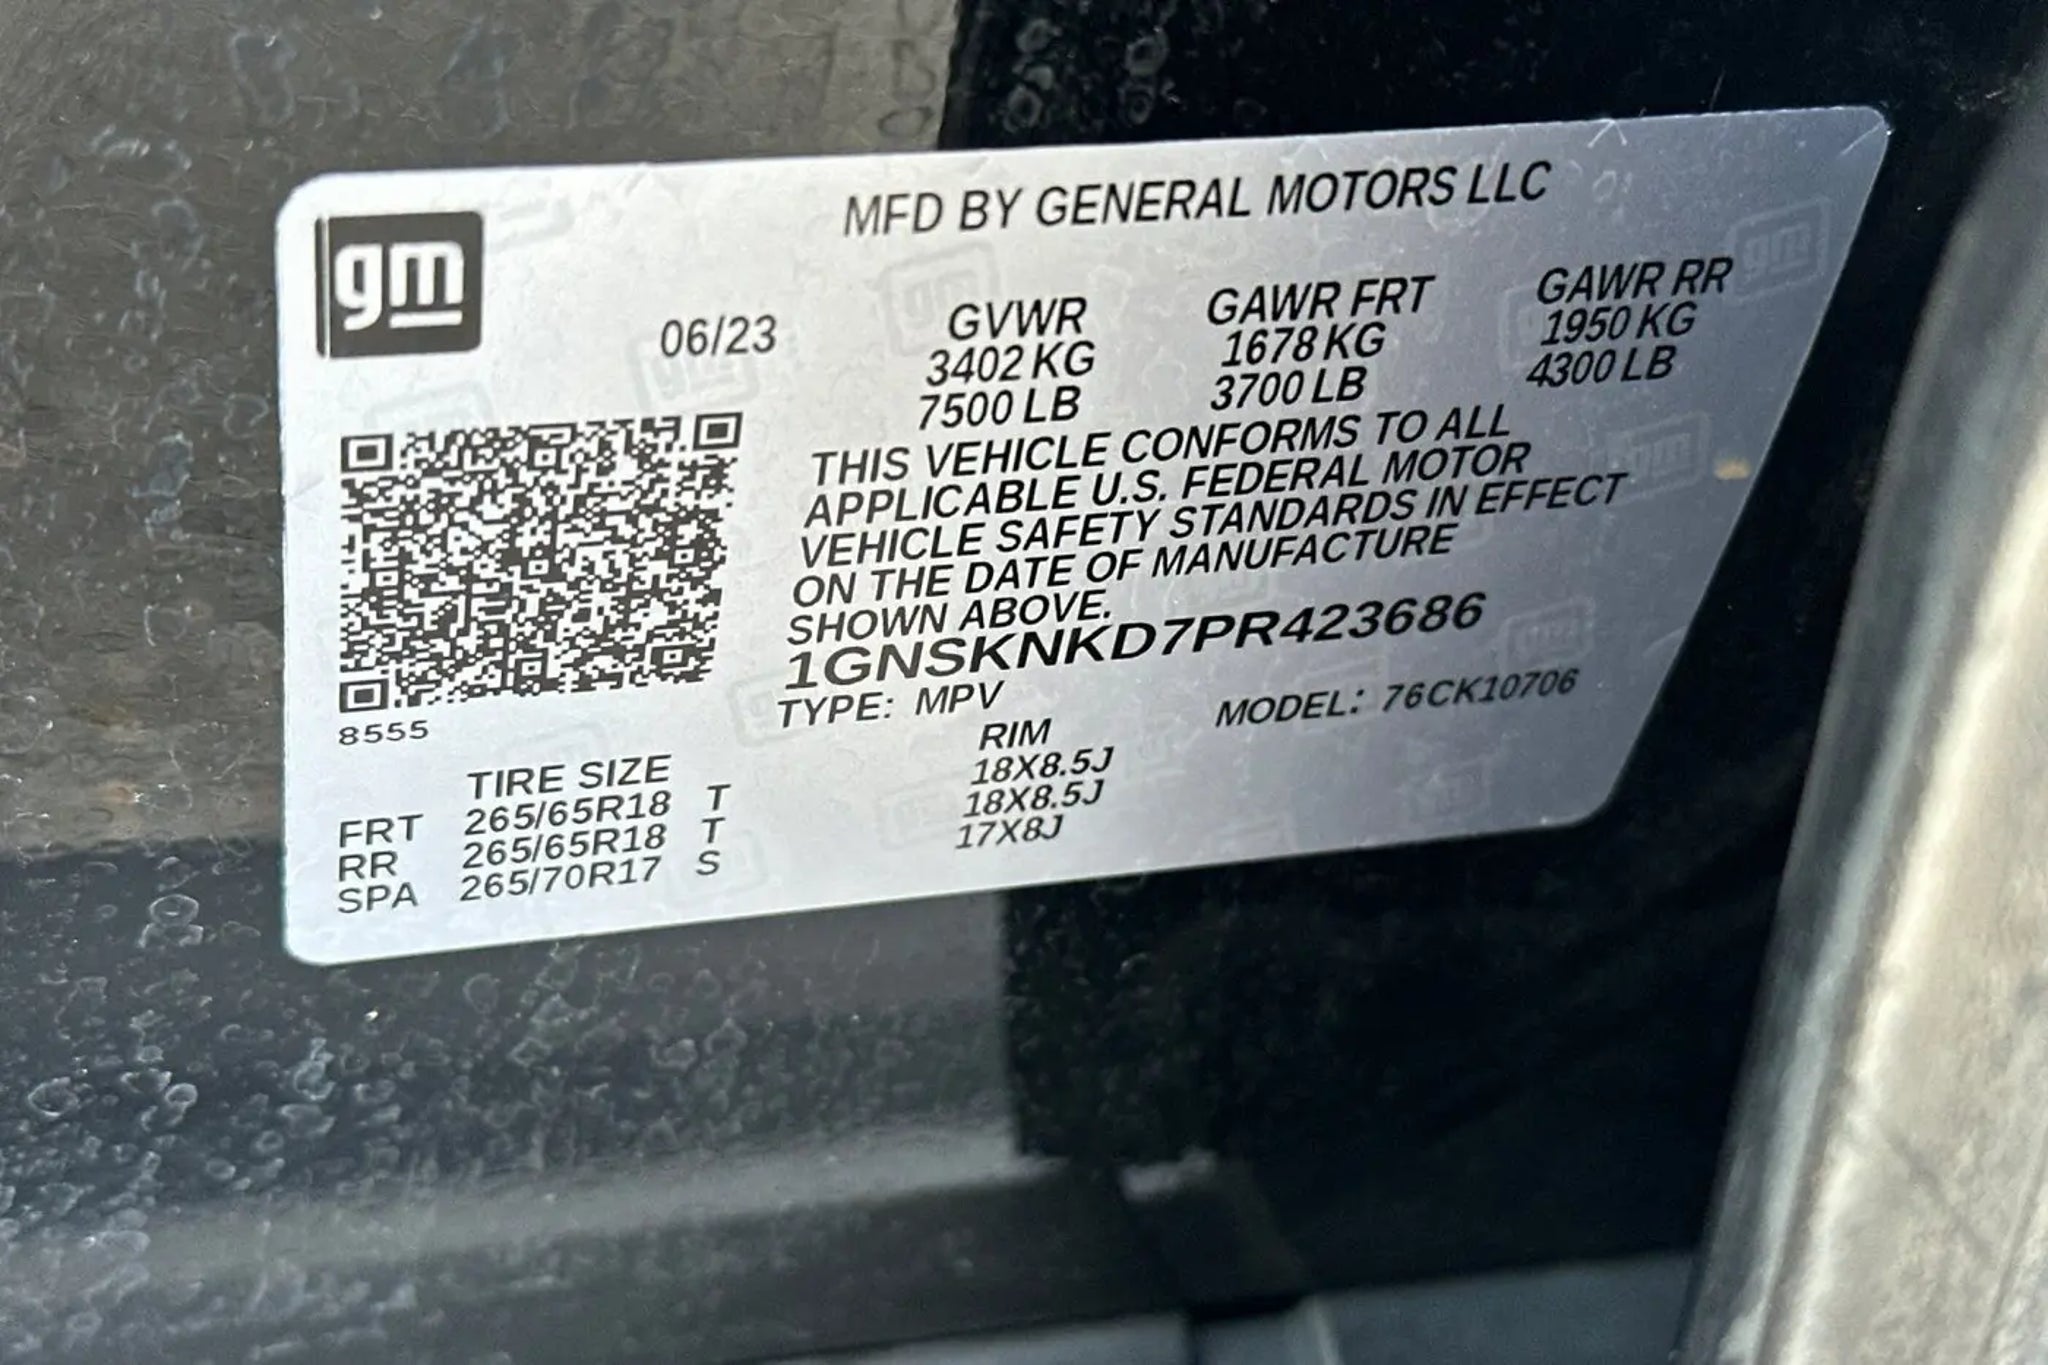 gm
MFD BY GENERAL MOTORS LLC
06/23
GVWR GAWR FRT GAWR RR
3402 KG 1678 KG 1950 KG
7500 LB 3700 LB 4300 LB
THIS VEHICLE CONFORMS TO ALL
APPLICABLE U.S. FEDERAL MOTOR
VEHICLE SAFETY STANDARDS IN EFFECT
ON THE DATE OF MANUFACTURE
SHOWN ABOVE.
1GNSKNKD7PR423686
TYPE: MPV MODEL: 76CK10706
8555
TIRE SIZE RIM
FRT 265/65R18 T 18X8.5J
RR 265/65R18 T 18X8.5J
SPA 265/70R17 S 17X8J